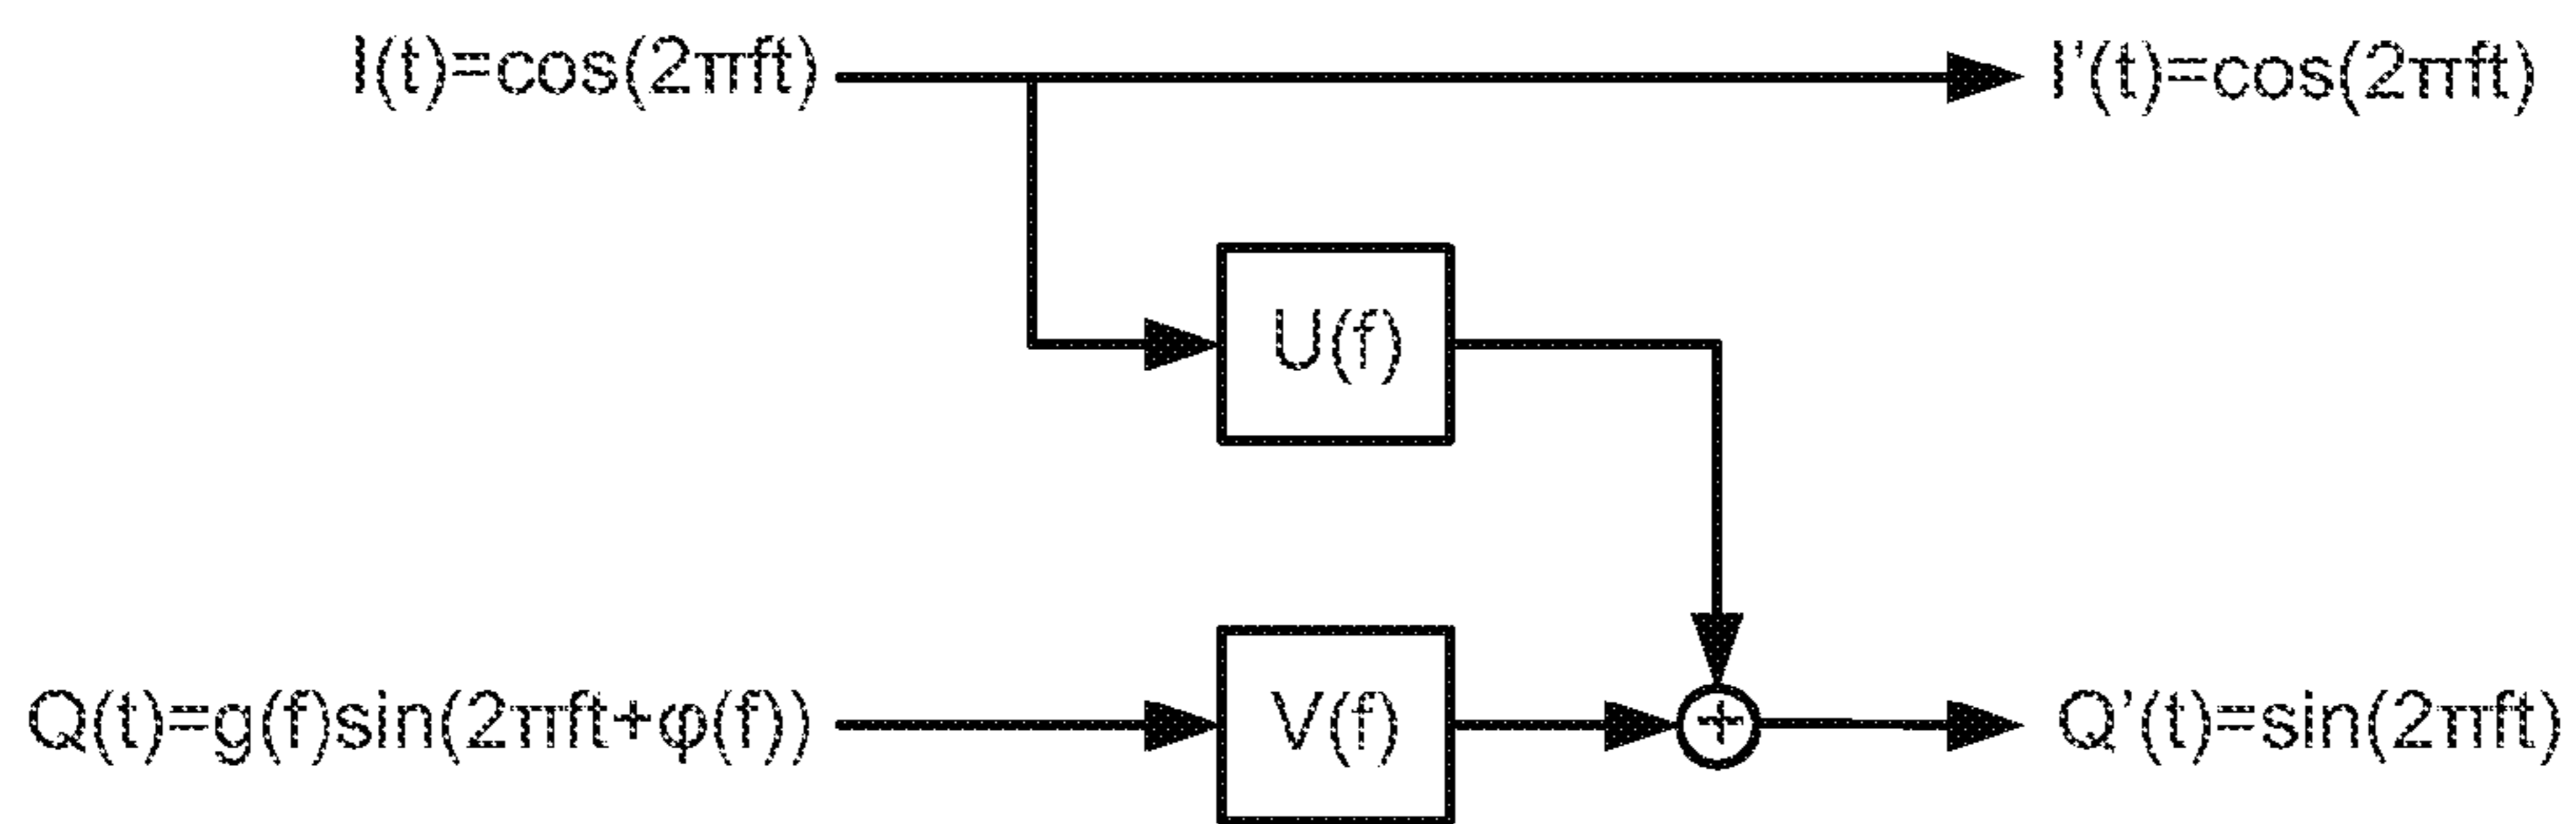 I(t)=cos(2πft)
I’(t)=cos(2πft)
U(f)
Q(t)=g(f)sin(2πft+φ(f))
V(f)
+
Q’(t)=sin(2πft)